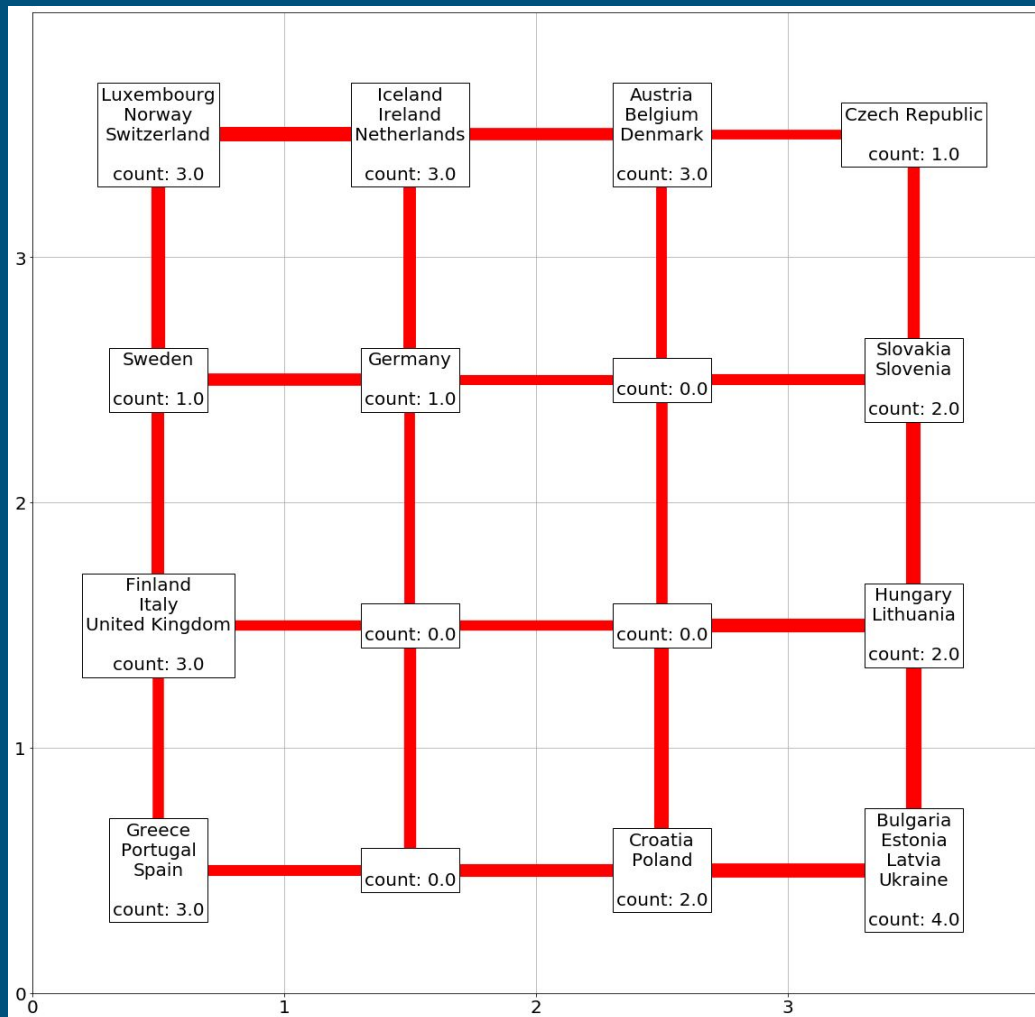 Luxembourg
Norway
Switzerland
count: 3.0
Iceland
Ireland
Netherlands
count: 3.0
Austria
Belgium
Denmark
count: 3.0
Czech Republic
count: 1.0
3
Sweden
count: 1.0
Germany
count: 1.0
count: 0.0
Slovakia
Slovenia
count: 2.0
2
Finland
Italy
United Kingdom
count: 3.0
count: 0.0
count: 0.0
Hungary
Lithuania
count: 2.0
1
Greece
Portugal
Spain
count: 3.0
count: 0.0
Croatia
Poland
count: 2.0
Bulgaria
Estonia
Latvia
Ukraine
count: 4.0
0
0
1
2
3